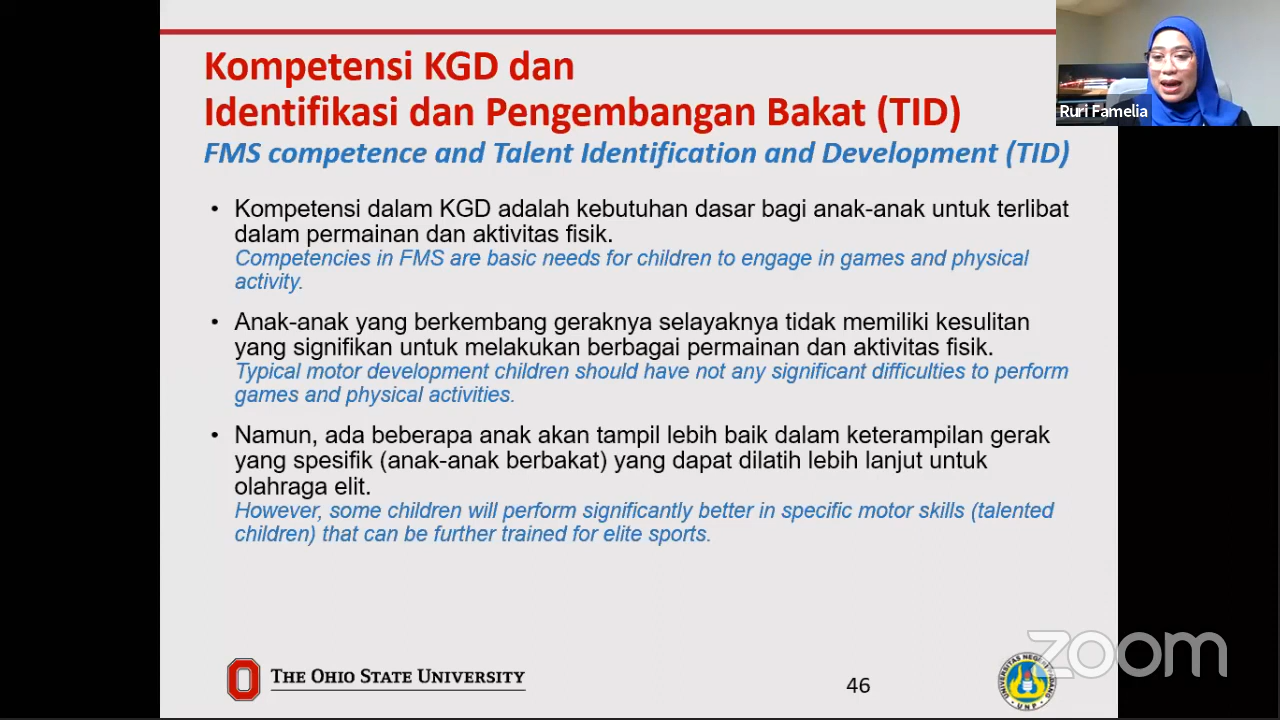 Kompetensi KGD dan
Identifikasi dan Pengembangan Bakat (TID)
FMS competence and Talent Identification and Development (TID)
Ruri Famelia
• Kompetensi dalam KGD adalah kebutuhan dasar bagi anak-anak untuk terlibat
dalam permainan dan aktivitas fisik.
Competencies in FMS are basic needs for children to engage in games and physical
activity.
• Anak-anak yang berkembang geraknya selayaknya tidak memiliki kesulitan
yang signifikan untuk melakukan berbagai permainan dan aktivitas fisik.
Typical motor development children should have not any significant difficulties to perform
games and physical activities.
• Namun, ada beberapa anak akan tampil lebih baik dalam keterampilan gerak
yang spesifik (anak-anak berbakat) yang dapat dilatih lebih lanjut untuk
olahraga elit.
However, some children will perform significantly better in specific motor skills (talented
children) that can be further trained for elite sports.
THE OHIO STATE UNIVERSITY
46
UNP
zoom